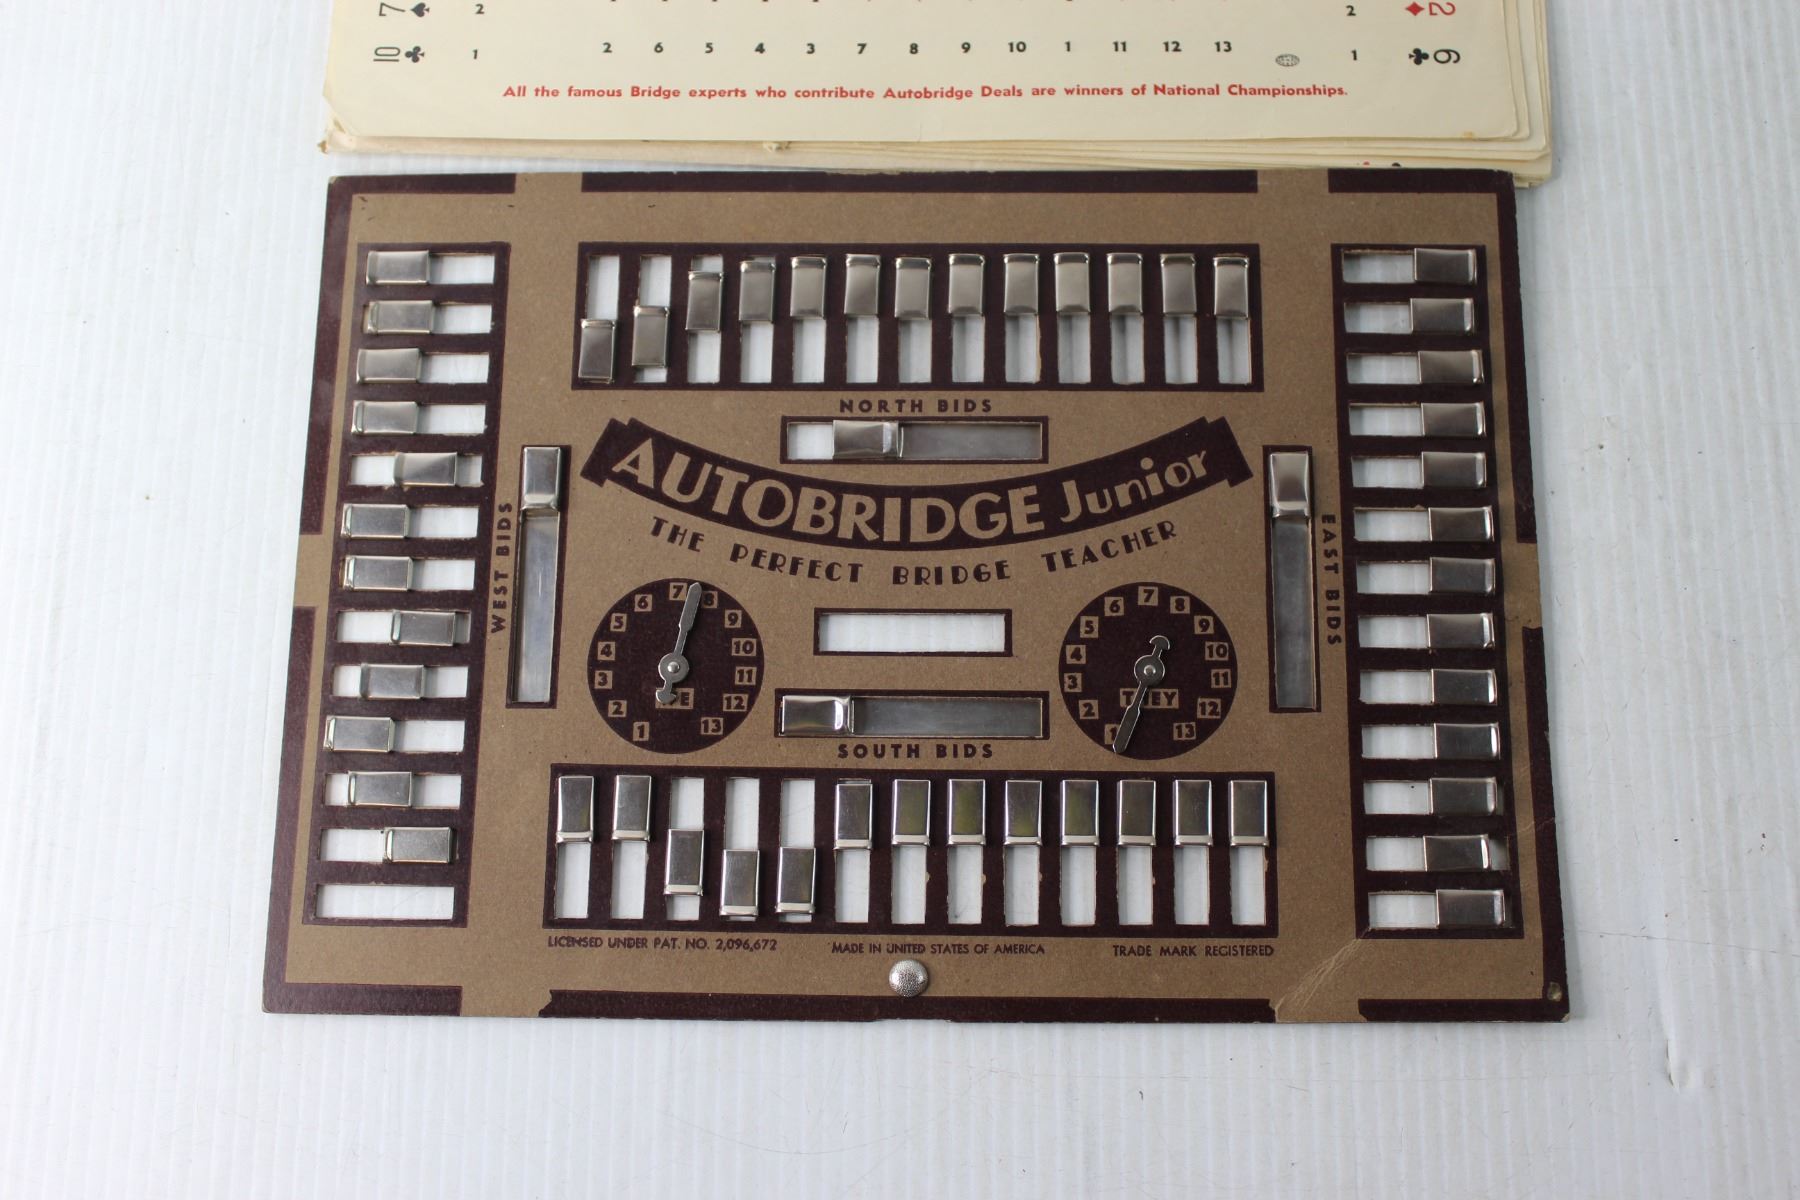 7♠ 2 2 2♦
10♣ 1 2 6 5 4 3 7 8 9 10 1 11 12 13 1 6♣
All the famous Bridge experts who contribute Autobridge Deals are winners of National Championships.
NORTH BIDS
AUTOBRIDGE Junior
THE PERFECT BRIDGE TEACHER
WEST BIDS
EAST BIDS
1 2 3 4 5 6 7 8 9 10 11 12 13
1 2 3 4 5 6 7 8 9 10 11 12 13
THEY
SOUTH BIDS
LICENSED UNDER PAT. NO. 2,096,672 MADE IN UNITED STATES OF AMERICA TRADE MARK REGISTERED